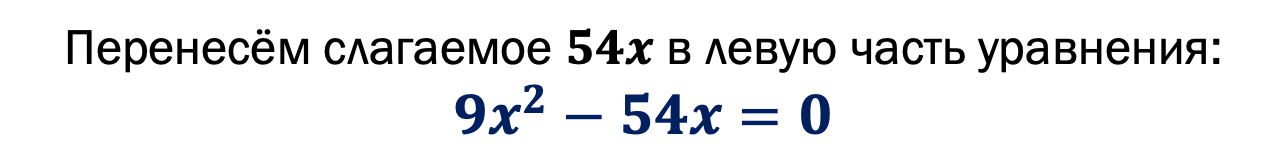 Перенесём слагаемое 54x в левую часть уравнения:
9x² − 54x = 0